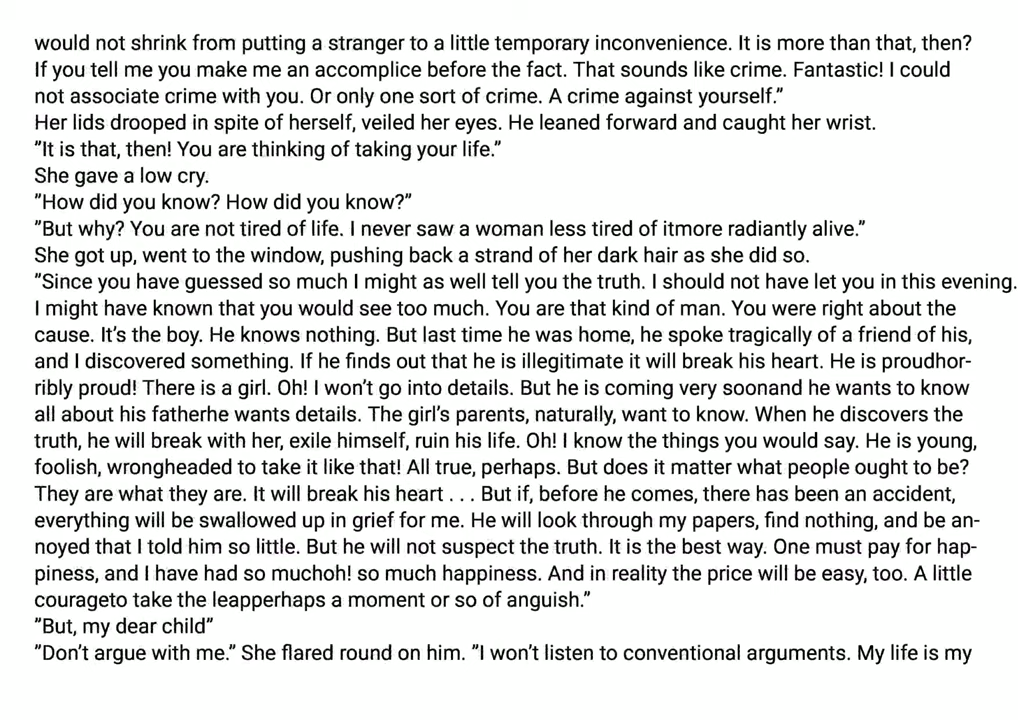 would not shrink from putting a stranger to a little temporary inconvenience. It is more than that, then?
If you tell me you make me an accomplice before the fact. That sounds like crime. Fantastic! I could
not associate crime with you. Or only one sort of crime. A crime against yourself.”
Her lids drooped in spite of herself, veiled her eyes. He leaned forward and caught her wrist.
”It is that, then! You are thinking of taking your life.”
She gave a low cry.
”How did you know? How did you know?”
”But why? You are not tired of life. I never saw a woman less tired of itmore radiantly alive.”
She got up, went to the window, pushing back a strand of her dark hair as she did so.
”Since you have guessed so much I might as well tell you the truth. I should not have let you in this evening.
I might have known that you would see too much. You are that kind of man. You were right about the
cause. It’s the boy. He knows nothing. But last time he was home, he spoke tragically of a friend of his,
and I discovered something. If he finds out that he is illegitimate it will break his heart. He is proudhor-
ribly proud! There is a girl. Oh! I won’t go into details. But he is coming very soonand he wants to know
all about his fatherhe wants details. The girl’s parents, naturally, want to know. When he discovers the
truth, he will break with her, exile himself, ruin his life. Oh! I know the things you would say. He is young,
foolish, wrongheaded to take it like that! All true, perhaps. But does it matter what people ought to be?
They are what they are. It will break his heart . . . But if, before he comes, there has been an accident,
everything will be swallowed up in grief for me. He will look through my papers, find nothing, and be an-
noyed that I told him so little. But he will not suspect the truth. It is the best way. One must pay for hap-
piness, and I have had so muchoh! so much happiness. And in reality the price will be easy, too. A little
courageto take the leapperhaps a moment or so of anguish.”
”But, my dear child”
”Don’t argue with me.” She flared round on him. ”I won’t listen to conventional arguments. My life is my